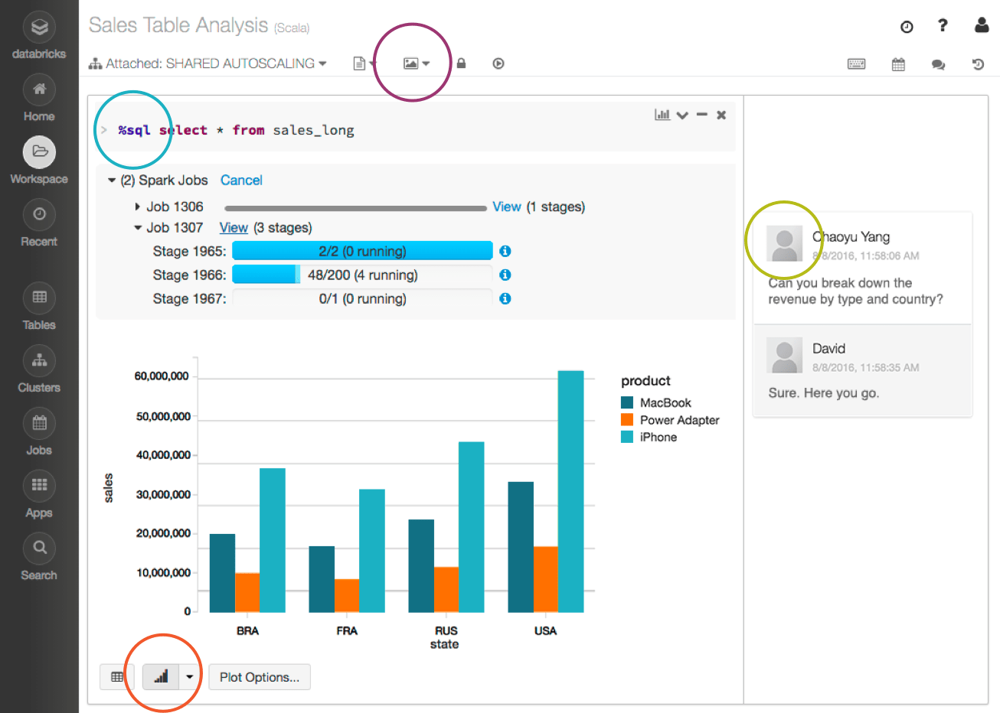 databricks
Home
Workspace
Recent
Tables
Clusters
Jobs
Apps
Search
Sales Table Analysis (Scala)
Attached: SHARED AUTOSCALING
?
> %sql select * from sales_long
(2) Spark Jobs Cancel
Job 1306 View (1 stages)
Job 1307 View (3 stages)
Stage 1965: 2/2 (0 running)
Stage 1966: 48/200 (4 running)
Stage 1967: 0/1 (0 running)
60,000,000
50,000,000
40,000,000
30,000,000
20,000,000
10,000,000
0
sales
BRA FRA RUS USA
state
product
MacBook
Power Adapter
iPhone
Plot Options...
Chaoyu Yang
8/8/2016, 11:58:06 AM
Can you break down the
revenue by type and country?
David
8/8/2016, 11:58:35 AM
Sure. Here you go.